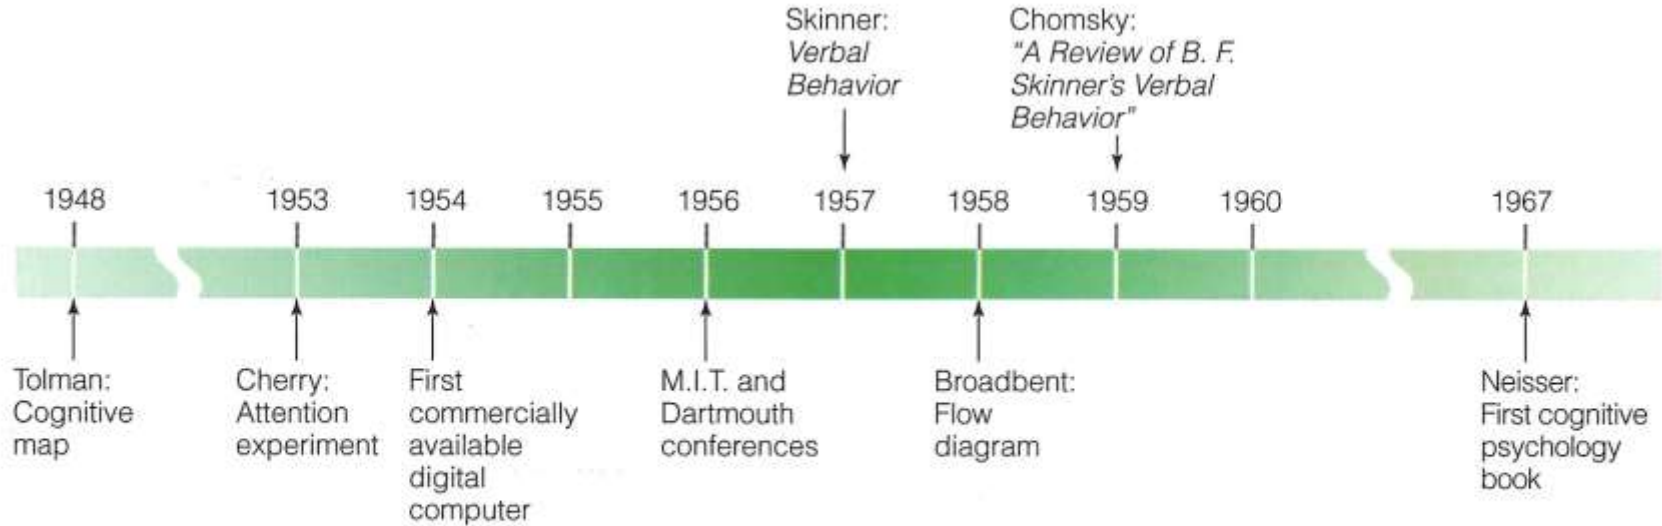 Skinner:
Verbal
Behavior
Chomsky:
"A Review of B. F.
Skinner's Verbal
Behavior"
1948
1953
1954
1955
1956
1957
1958
1959
1960
1967
Tolman:
Cognitive
map
Cherry:
Attention
experiment
First
commercially
available
digital
computer
M.I.T. and
Dartmouth
conferences
Broadbent:
Flow
diagram
Neisser:
First cognitive
psychology
book